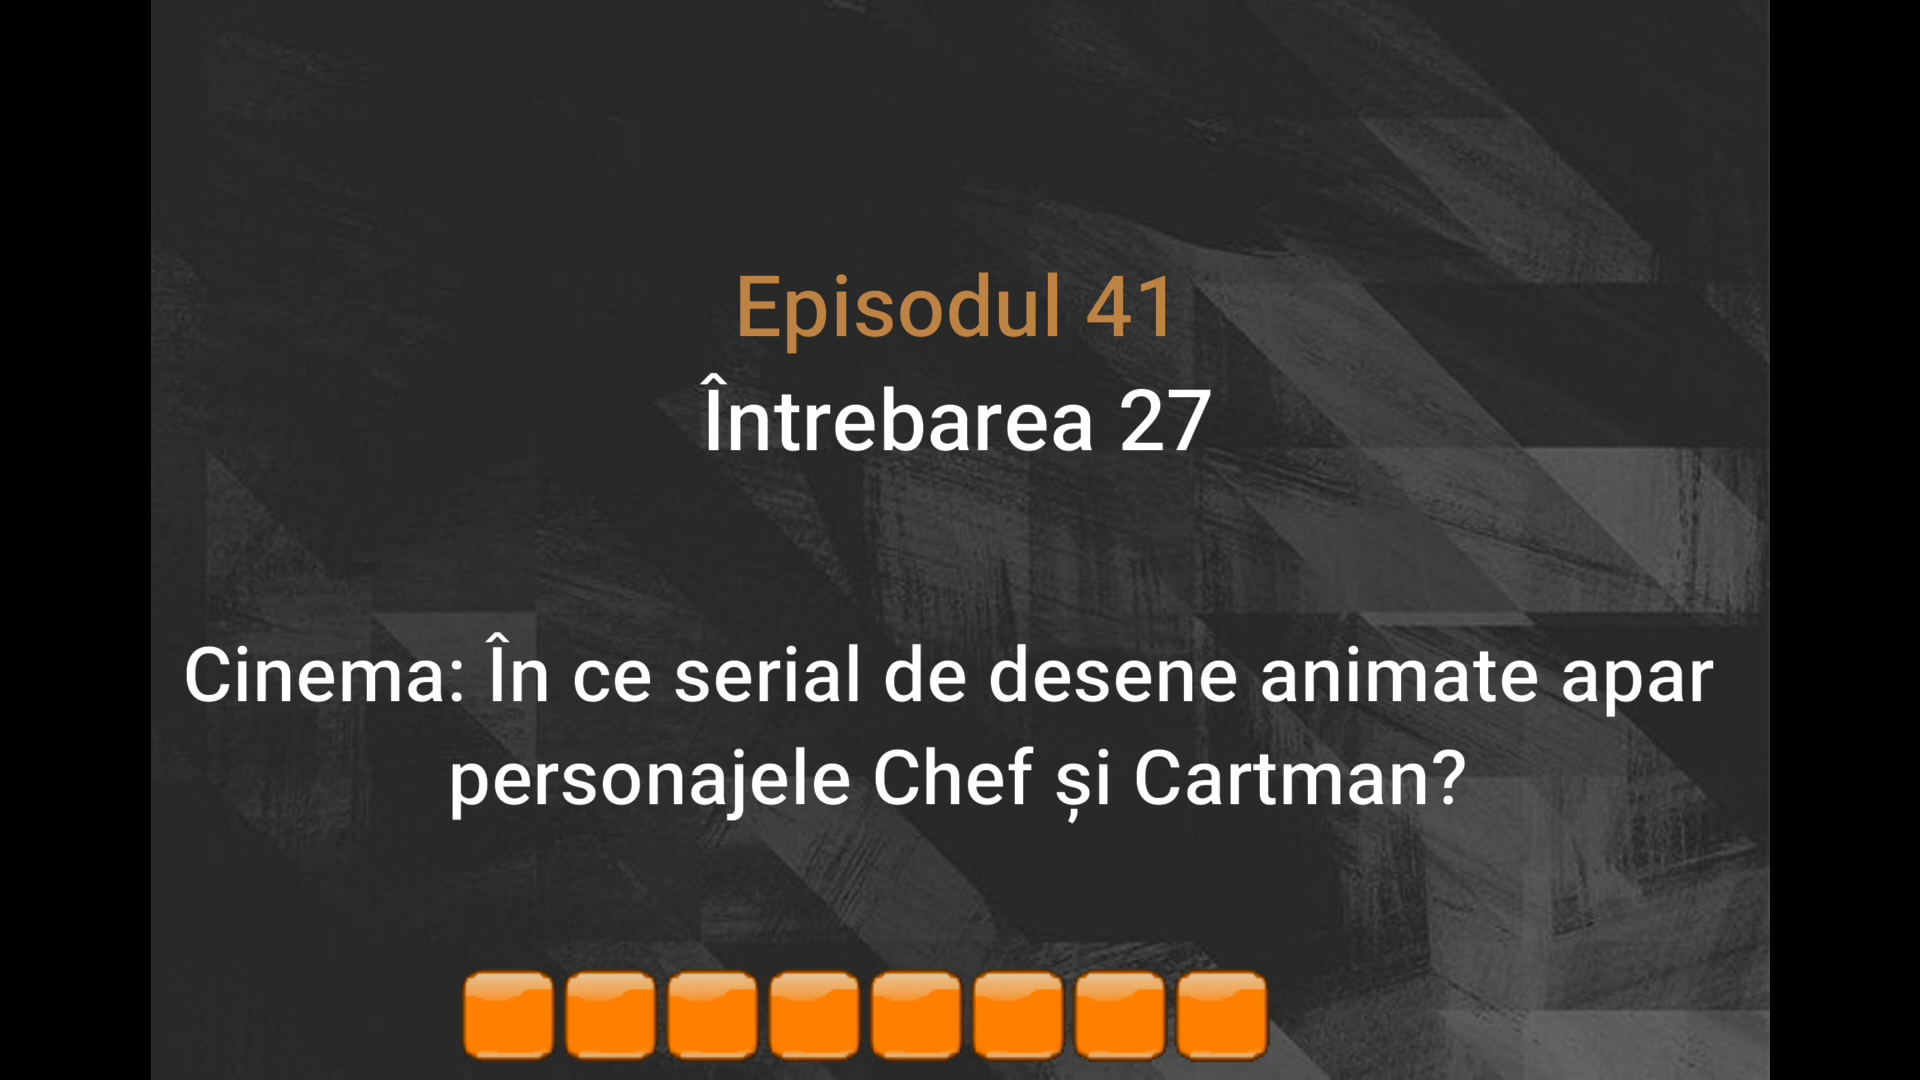 Episodul 41
Întrebarea 27
Cinema: În ce serial de desene animate apar
personajele Chef și Cartman?